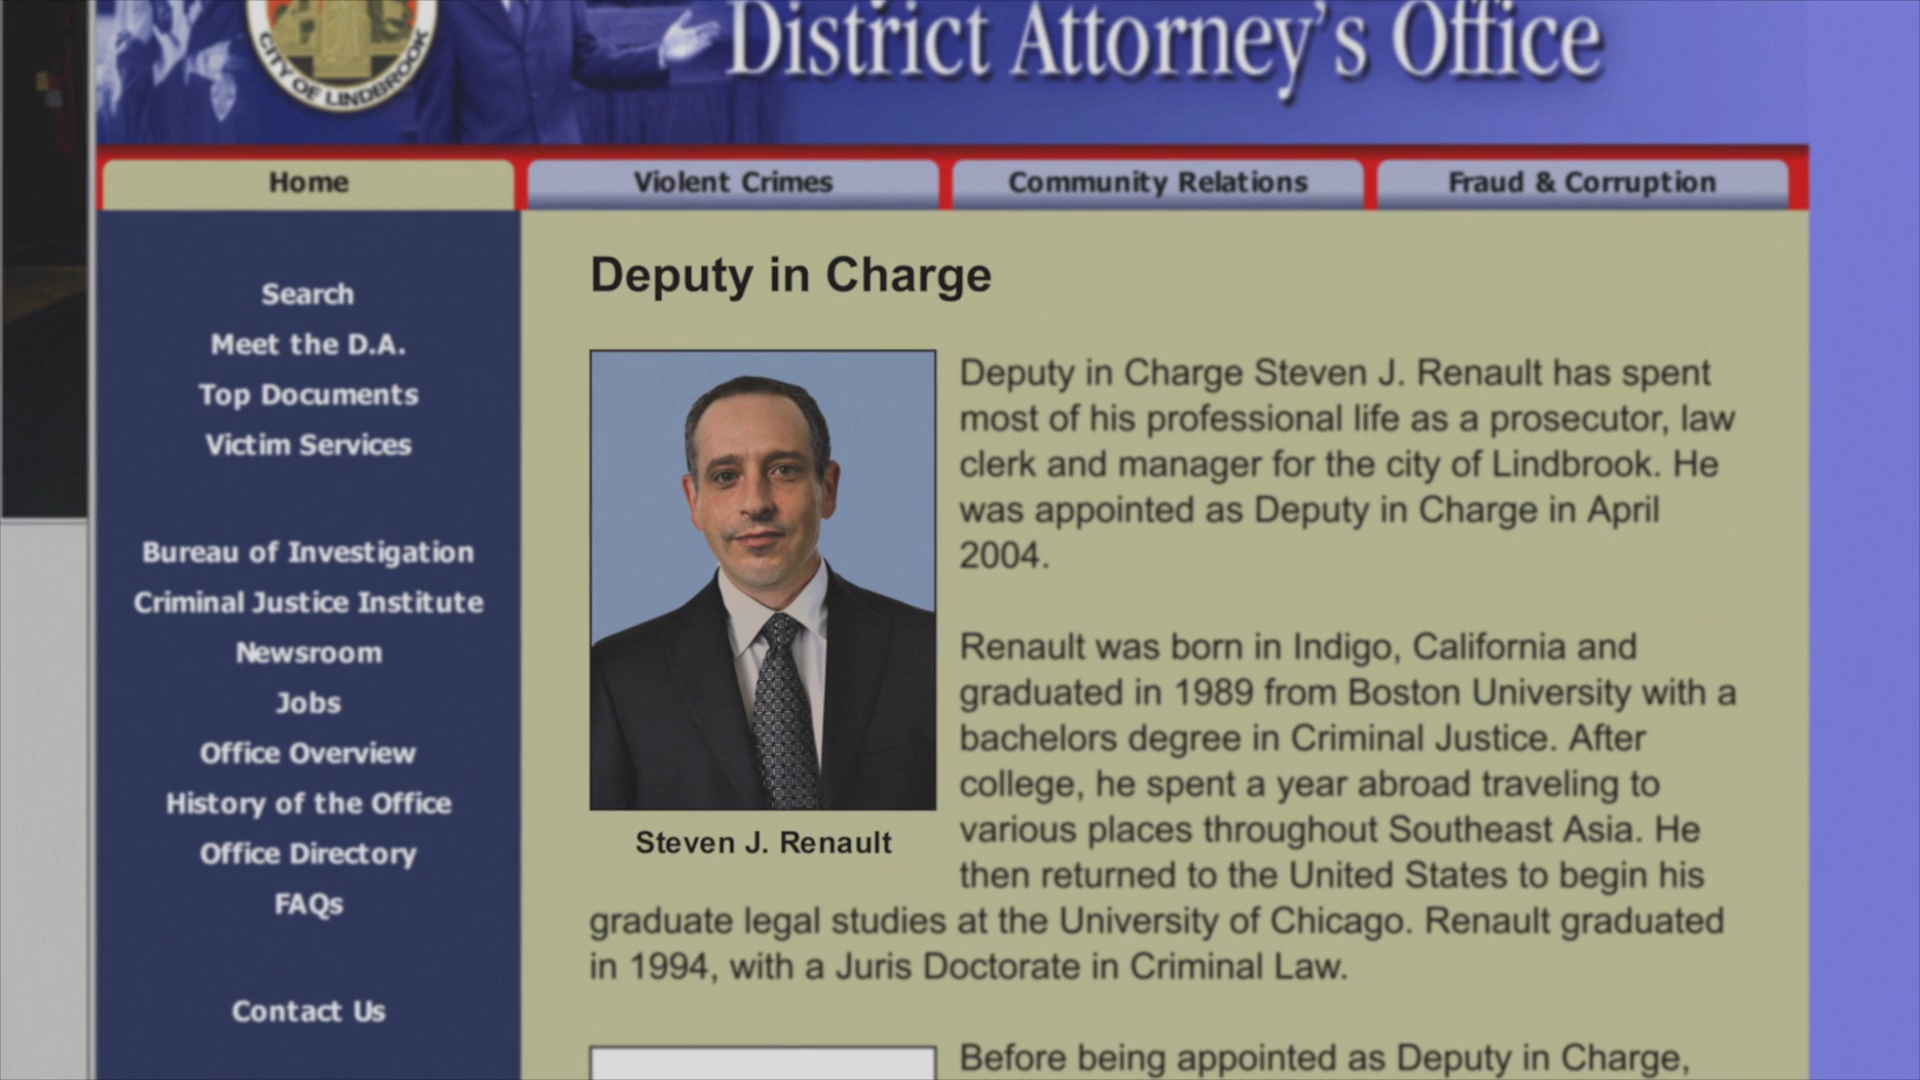 CITY OF LINDBROOK
District Attorney's Office
Home
Violent Crimes
Community Relations
Fraud & Corruption
Search
Meet the D.A.
Top Documents
Victim Services
Bureau of Investigation
Criminal Justice Institute
Newsroom
Jobs
Office Overview
History of the Office
Office Directory
FAQs
Contact Us
Deputy in Charge
Steven J. Renault
Deputy in Charge Steven J. Renault has spent
most of his professional life as a prosecutor, law
clerk and manager for the city of Lindbrook. He
was appointed as Deputy in Charge in April
2004.
Renault was born in Indigo, California and
graduated in 1989 from Boston University with a
bachelors degree in Criminal Justice. After
college, he spent a year abroad traveling to
various places throughout Southeast Asia. He
then returned to the United States to begin his
graduate legal studies at the University of Chicago. Renault graduated
in 1994, with a Juris Doctorate in Criminal Law.
Before being appointed as Deputy in Charge,